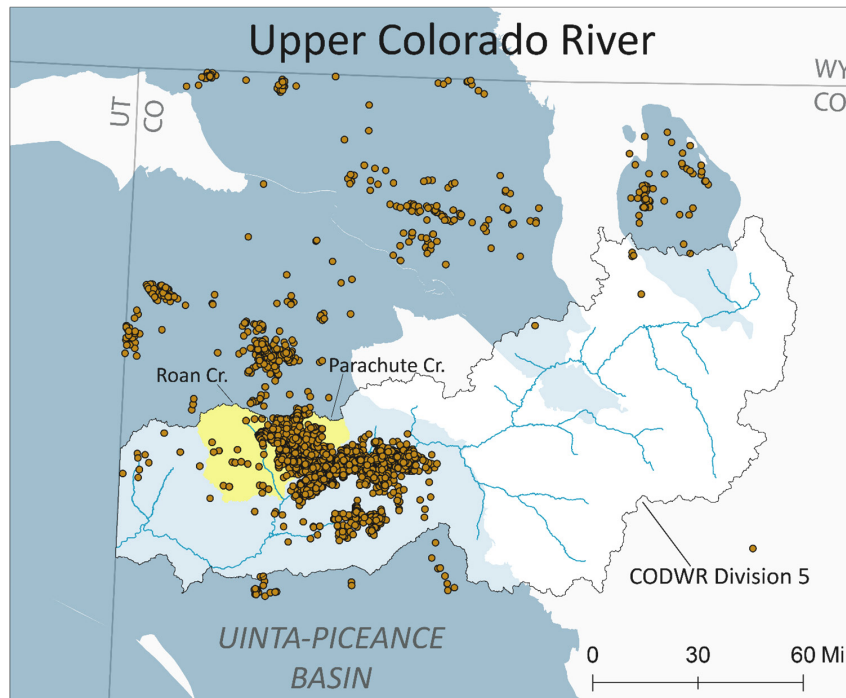 Upper Colorado River
WY
CO
UT
CO
Roan Cr.
Parachute Cr.
CODWR Division 5
UINTA-PICEANCE
BASIN
0 30 60 Mi